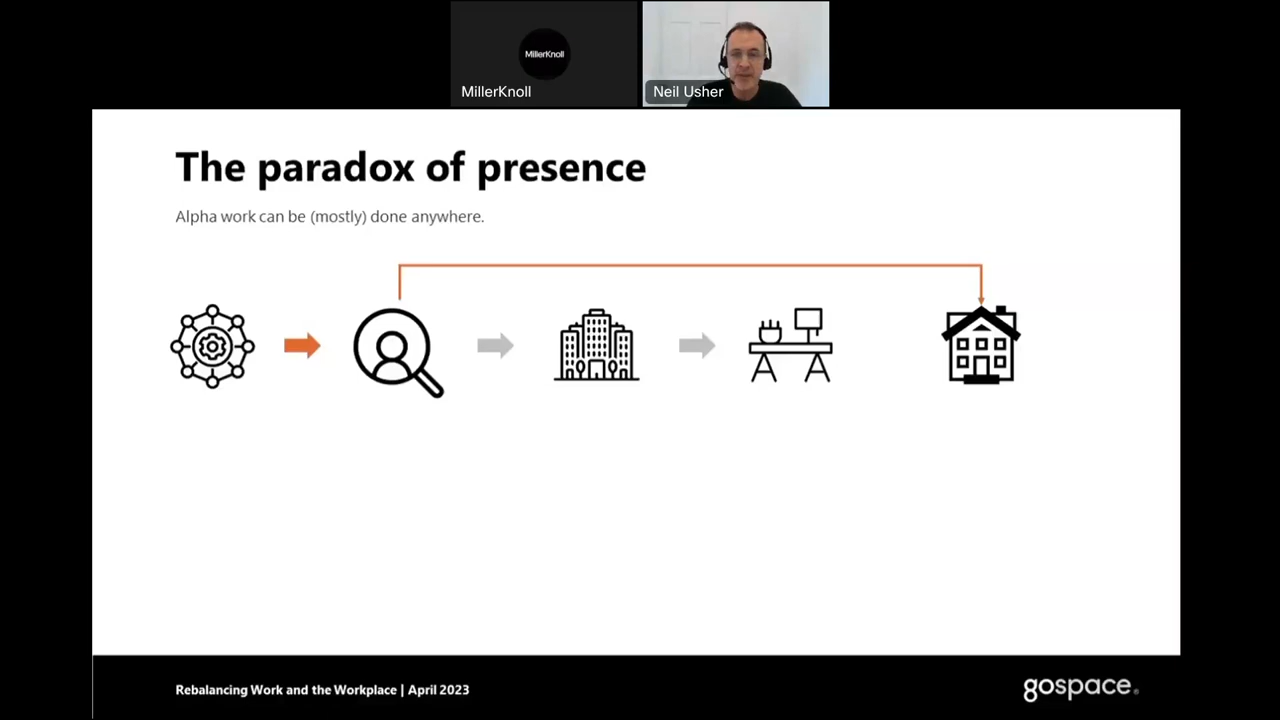 MillerKnoll
MillerKnoll
Neil Usher
The paradox of presence
Alpha work can be (mostly) done anywhere.
Rebalancing Work and the Workplace | April 2023
gospace®